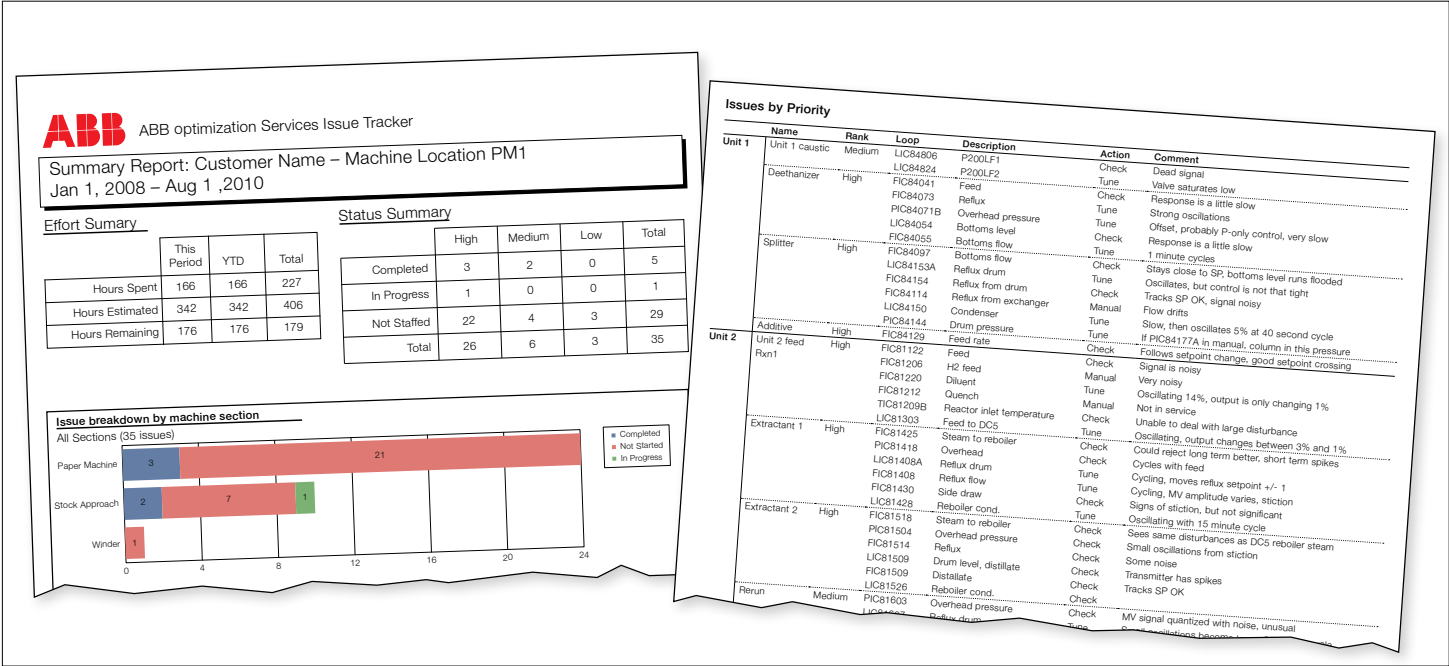 ABB ABB optimization Services Issue Tracker
Summary Report: Customer Name – Machine Location PM1
Jan 1, 2008 – Aug 1 ,2010
Effort Sumary
This Period YTD Total
Hours Spent 166 166 227
Hours Estimated 342 342 406
Hours Remaining 176 176 179
Status Summary
High Medium Low Total
Completed 3 2 0 5
In Progress 1 0 0 1
Not Staffed 22 4 3 29
Total 26 6 3 35
Issue breakdown by machine section
All Sections (35 issues)
Completed
Not Started
In Progress
Paper Machine 3 21
Stock Approach 2 7 1
Winder 1
0 4 8 12 16 20 24
Issues by Priority
Name Rank Loop Description Action Comment
Unit 1 Unit 1 caustic Medium LIC84806 P200LF1 Check Dead signal
LIC84824 P200LF2 Tune Valve saturates low
Deethanizer High FIC84041 Feed Check Response is a little slow
FIC84073 Reflux Tune Strong oscillations
PIC84071B Overhead pressure Tune Offset, probably P-only control, very slow
LIC84054 Bottoms level Check Response is a little slow
FIC84055 Bottoms flow Tune 1 minute cycles
Splitter High FIC84097 Bottoms flow Check Stays close to SP, bottoms level runs flooded
LIC84153A Reflux drum Tune Oscillates, but control is not that tight
FIC84154 Reflux from drum Check Tracks SP OK, signal noisy
FIC84114 Reflux from exchanger Manual Flow drifts
LIC84150 Condenser Tune Slow, then oscillates 5% at 40 second cycle
PIC84144 Drum pressure Tune If PIC84177A in manual, column in this pressure
Additive High FIC84129 Feed rate Check Follows setpoint change, good setpoint crossing
Unit 2 Unit 2 feed High FIC81122 Feed Check Signal is noisy
Rxn1 FIC81206 H2 feed Manual Very noisy
FIC81220 Diluent Tune Oscillating 14%, output is only changing 1%
FIC81212 Quench Manual Not in service
TIC81209B Reactor inlet temperature Unable to deal with large disturbance
LIC81303 Feed to DC5 Tune Oscillating, output changes between 3% and 1%
Extractant 1 High FIC81425 Steam to reboiler Check Could reject long term better, short term spikes
PIC81418 Overhead Check Cycles with feed
LIC81408A Reflux drum Tune Cycling, moves reflux setpoint +/- 1
FIC81408 Reflux flow Tune Cycling, MV amplitude varies, stiction
FIC81430 Side draw Check Signs of stiction, but not significant
LIC81428 Reboiler cond. Tune Oscillating with 15 minute cycle
Extractant 2 High FIC81518 Steam to reboiler Check Sees same disturbances as DC5 reboiler steam
PIC81504 Overhead pressure Check Small oscillations from stiction
FIC81514 Reflux Check Some noise
LIC81509 Drum level, distillate Check Transmitter has spikes
FIC81509 Distallate Check Tracks SP OK
LIC81526 Reboiler cond. Check
Rerun Medium PIC81603 Overhead pressure Check MV signal quantized with noise, unusual
Reflux drum Tune oscillations